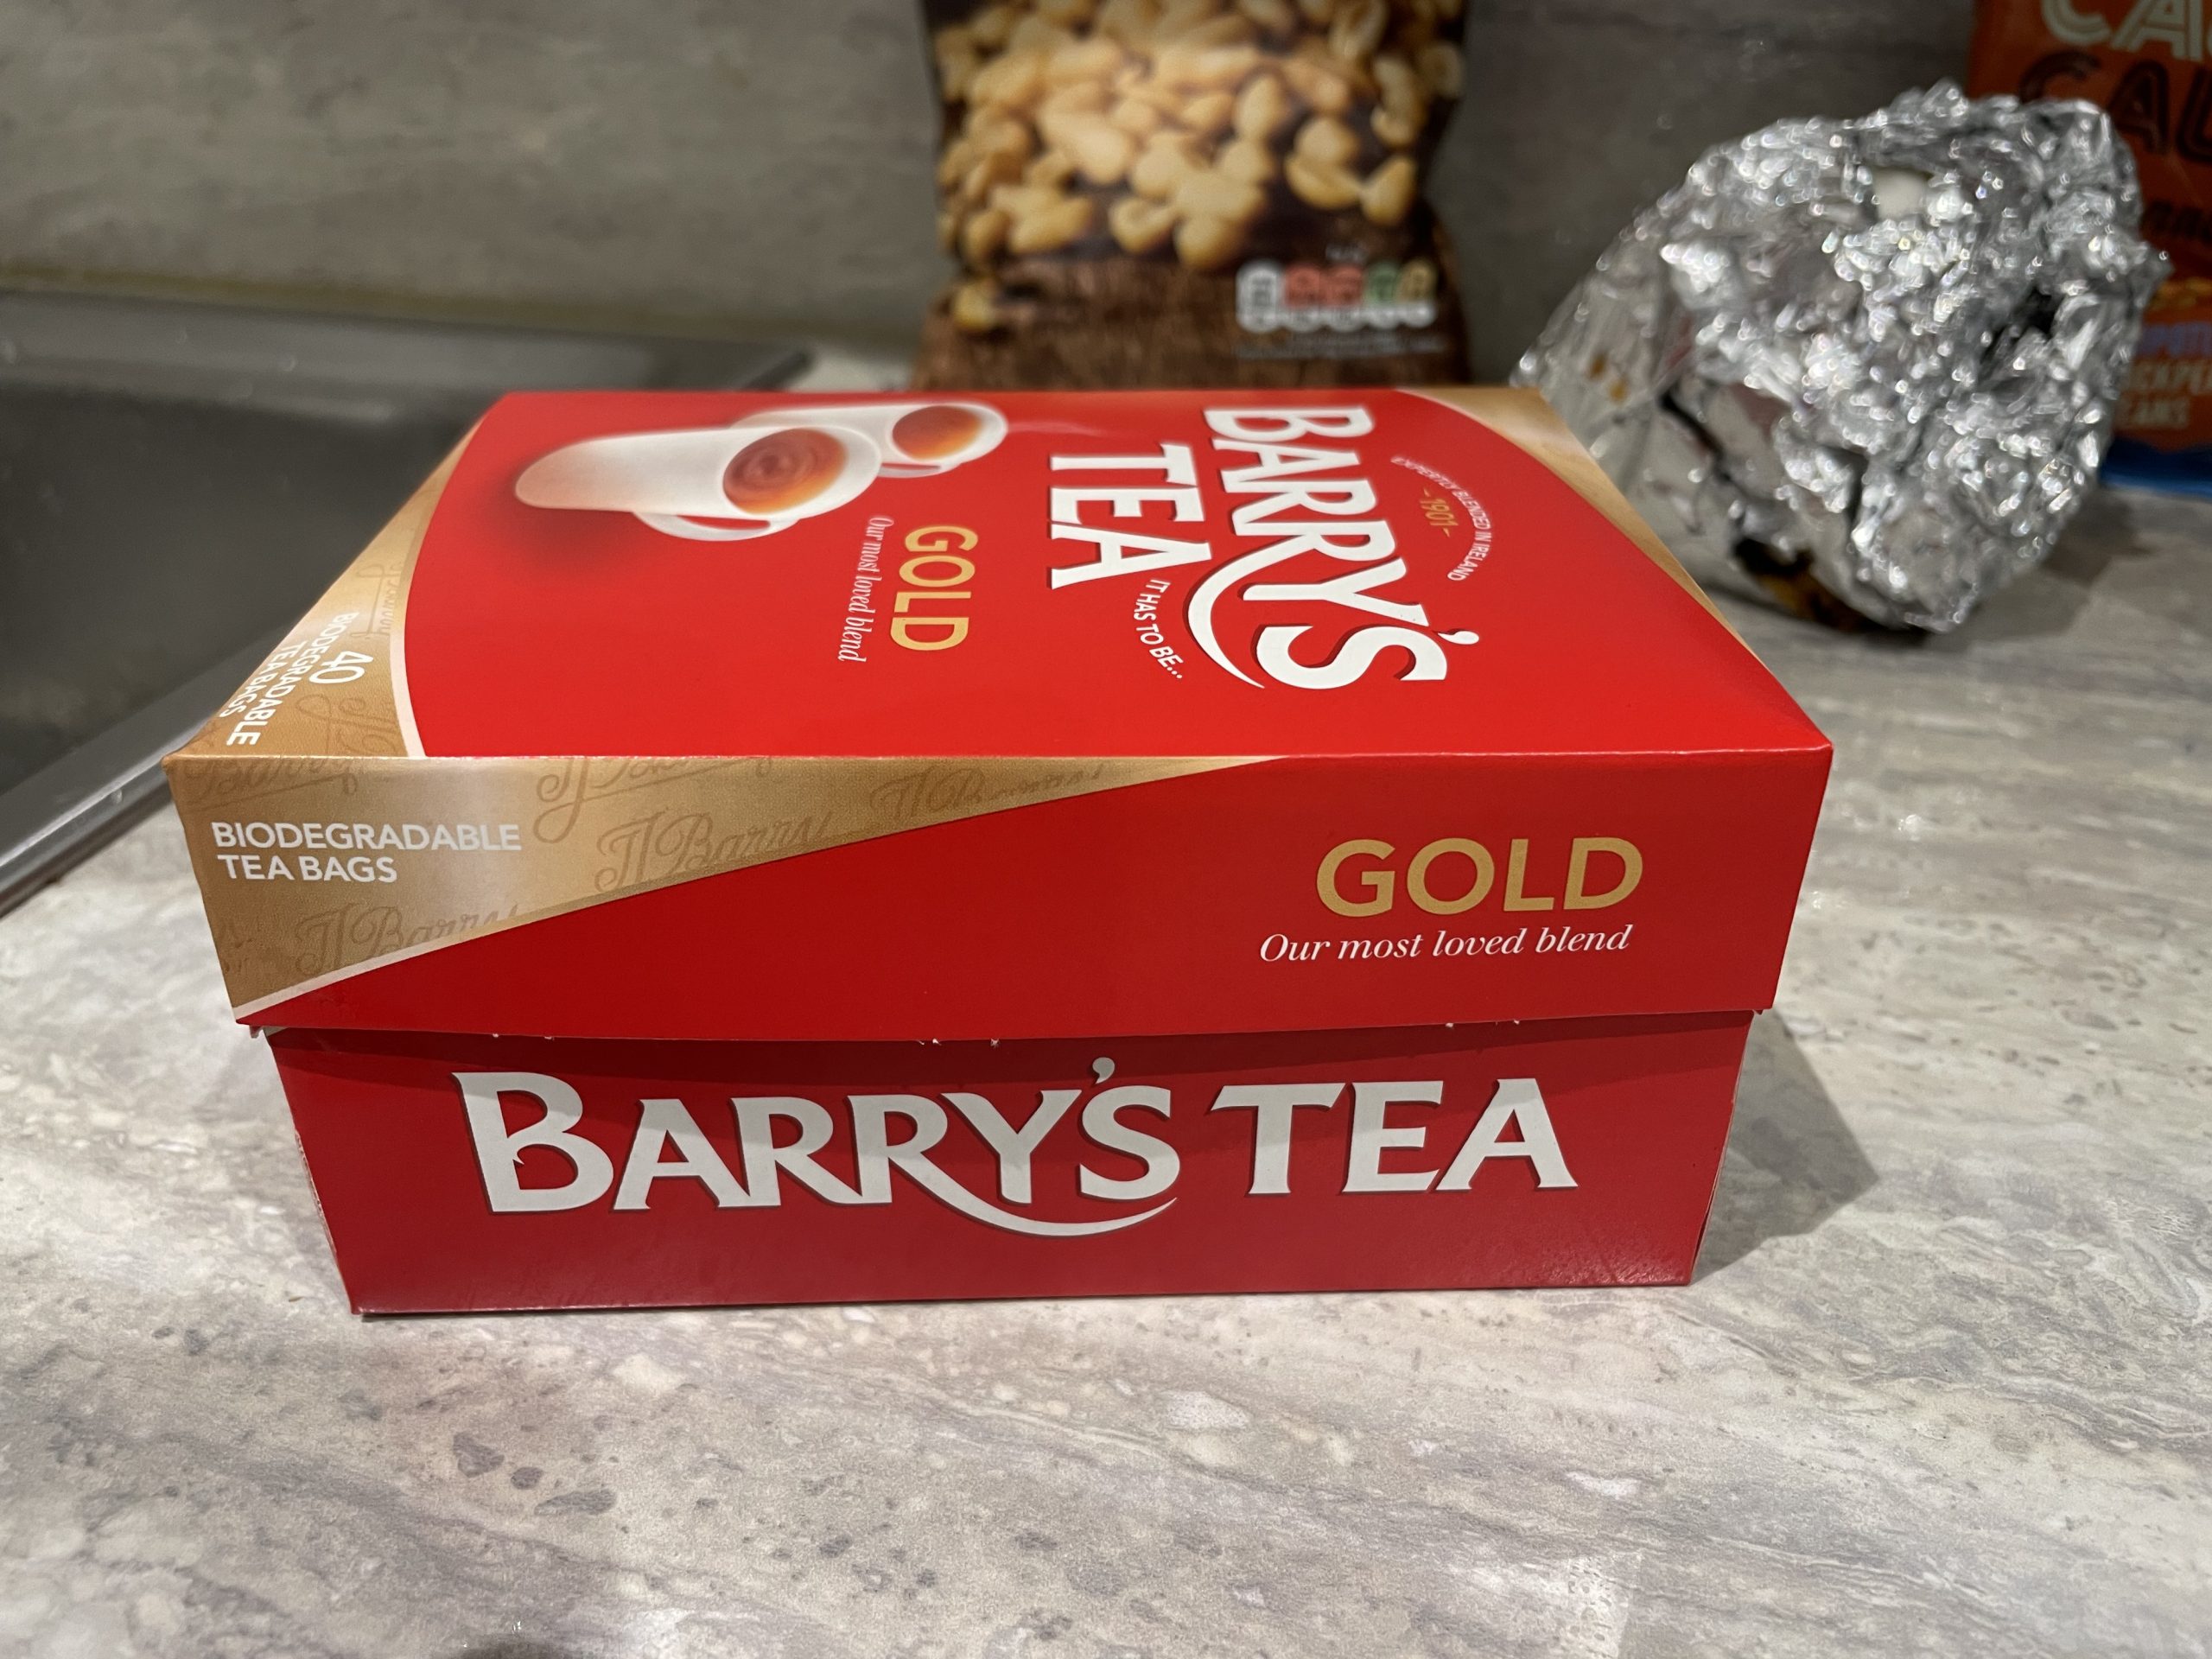 EXPERTLY BLENDED IN IRELAND
-1901-
BARRY'S
TEA
IT HAS TO BE...
GOLD
Our most loved blend
40
BIODEGRADABLE
TEA BAGS
BIODEGRADABLE
TEA BAGS
GOLD
Our most loved blend
BARRY'S TEA